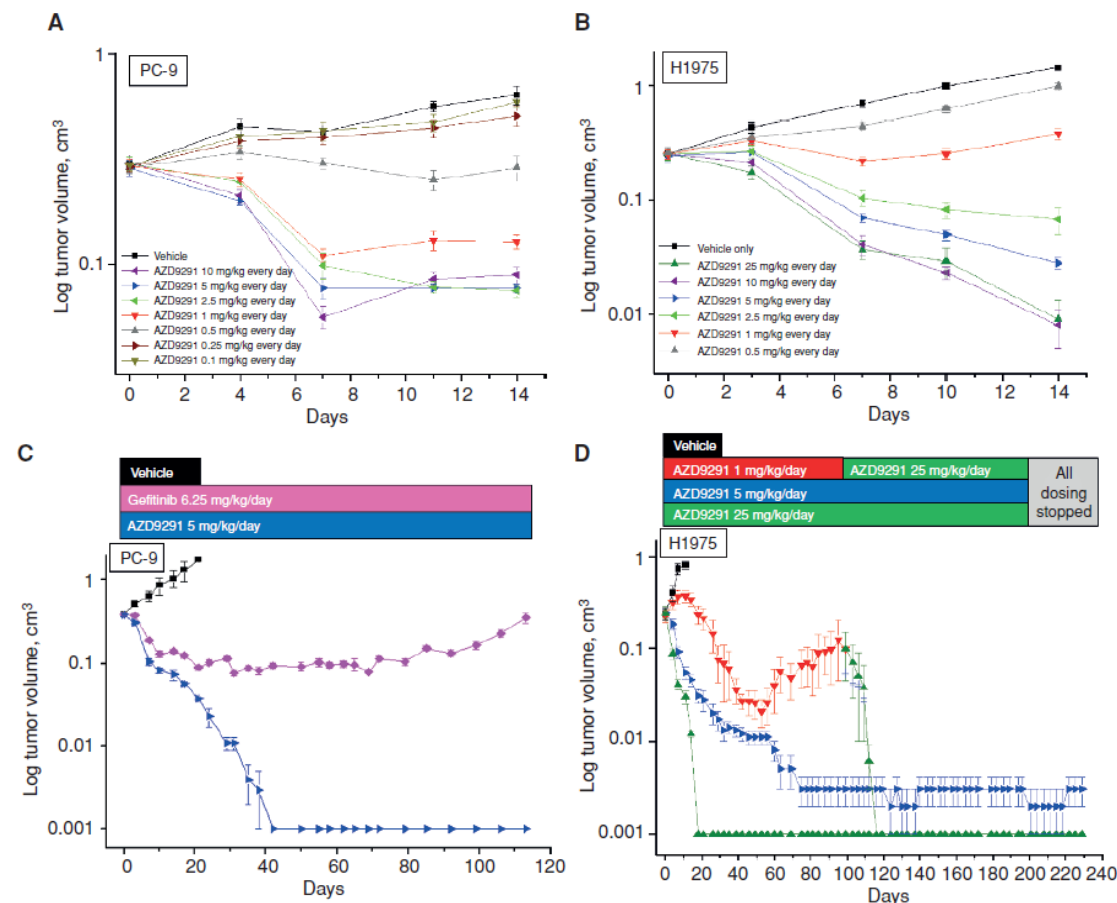 A
PC-9
1
0.1
Log tumor volume, cm³
Vehicle
AZD9291 10 mg/kg every day
AZD9291 5 mg/kg every day
AZD9291 2.5 mg/kg every day
AZD9291 1 mg/kg every day
AZD9291 0.5 mg/kg every day
AZD9291 0.25 mg/kg every day
AZD9291 0.1 mg/kg every day
0 2 4 6 8 10 12 14
Days
B
H1975
1
0.1
0.01
Log tumor volume, cm³
Vehicle only
AZD9291 25 mg/kg every day
AZD9291 10 mg/kg every day
AZD9291 5 mg/kg every day
AZD9291 2.5 mg/kg every day
AZD9291 1 mg/kg every day
AZD9291 0.5 mg/kg every day
0 2 4 6 8 10 12 14
Days
C
Vehicle
Gefitinib 6.25 mg/kg/day
AZD9291 5 mg/kg/day
PC-9
1
0.1
0.01
0.001
Log tumor volume, cm³
0 20 40 60 80 100 120
Days
D
Vehicle
AZD9291 1 mg/kg/day AZD9291 25 mg/kg/day
AZD9291 5 mg/kg/day
AZD9291 25 mg/kg/day
All
dosing
stopped
H1975
1
0.1
0.01
0.001
Log tumor volume, cm³
0 20 40 60 80 100 120 140 160 180 200 220 240
Days